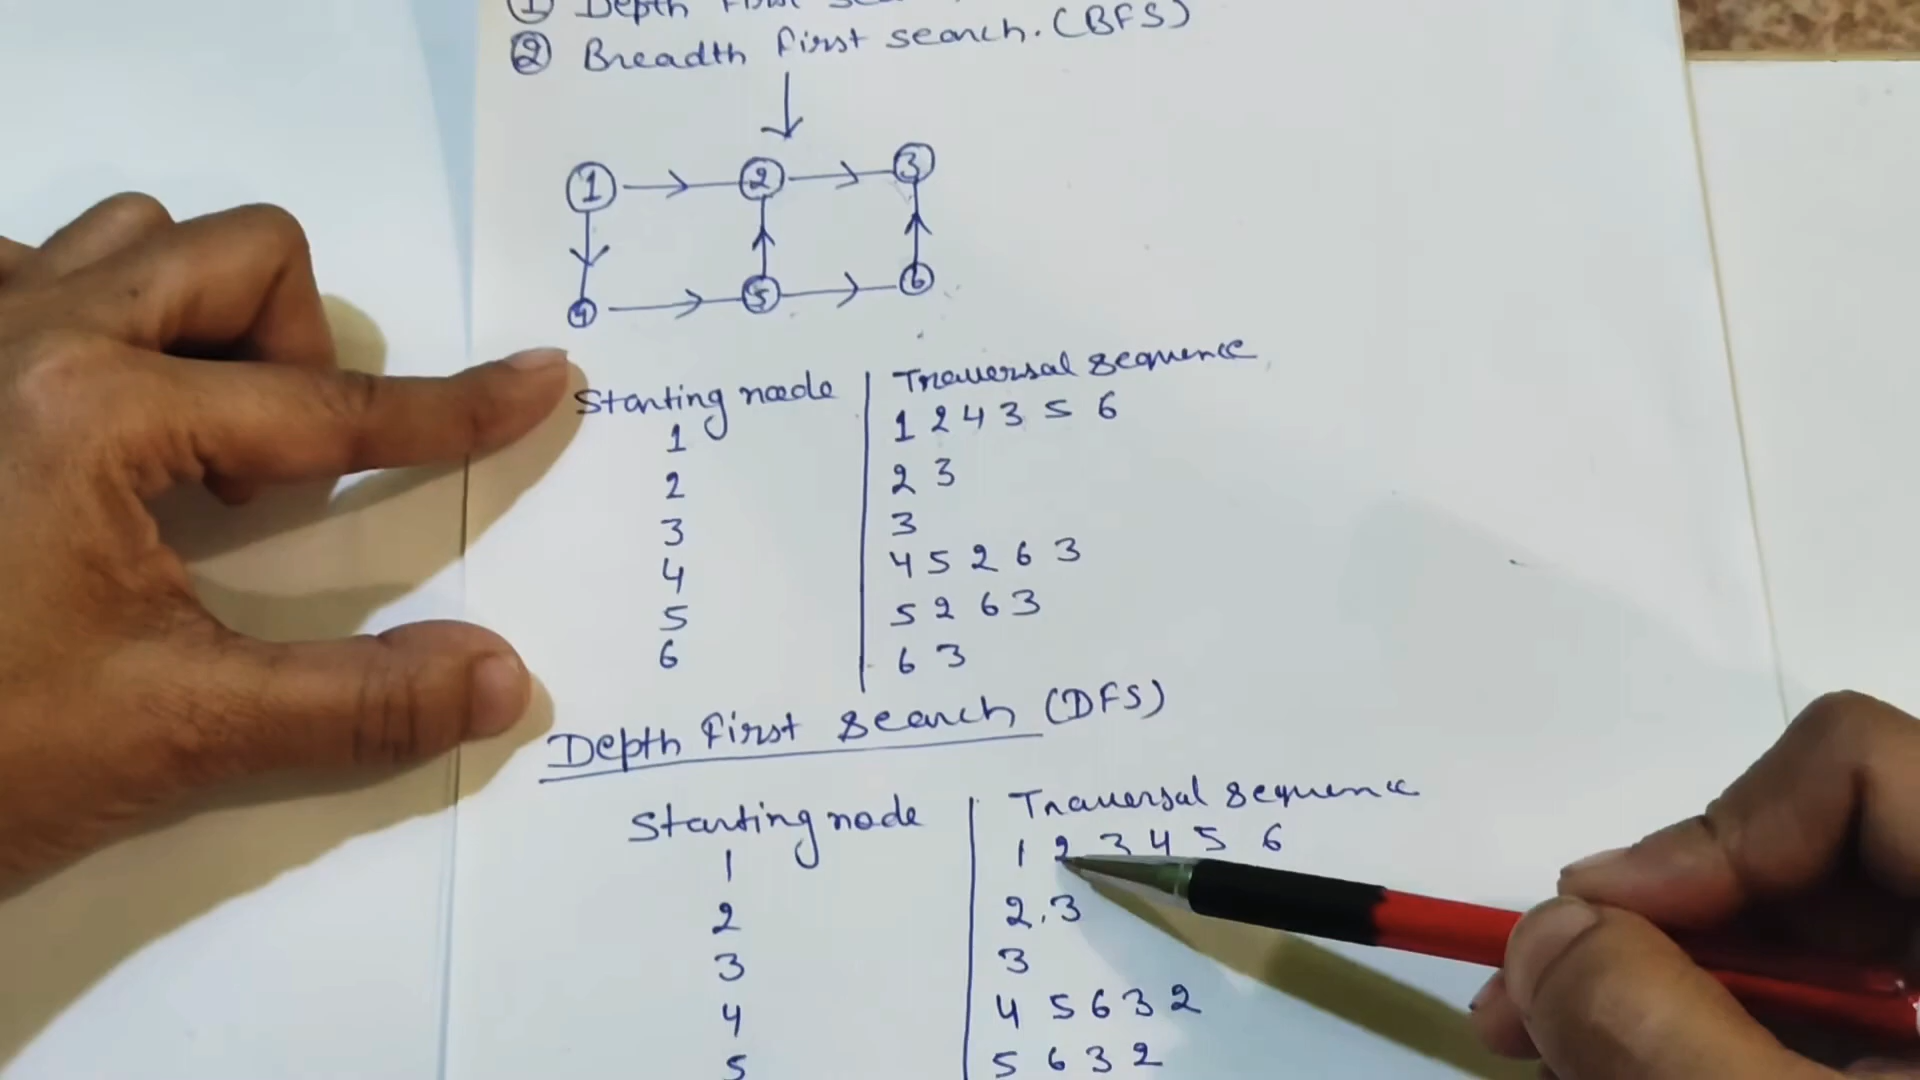 ① Depth First
② Breadth First search. (BFS)
1 2 3
4 5 6
Starting node | Traversal sequence
1 1 2 4 3 5 6
2 2 3
3 3
4 4 5 2 6 3
5 5 2 6 3
6 6 3
Depth First Search (DFS)
Starting node | Traversal sequence
1 1 2 3 4 5 6
2 2. 3
3 3
4 4 5 6 3 2
5 5 6 3 2